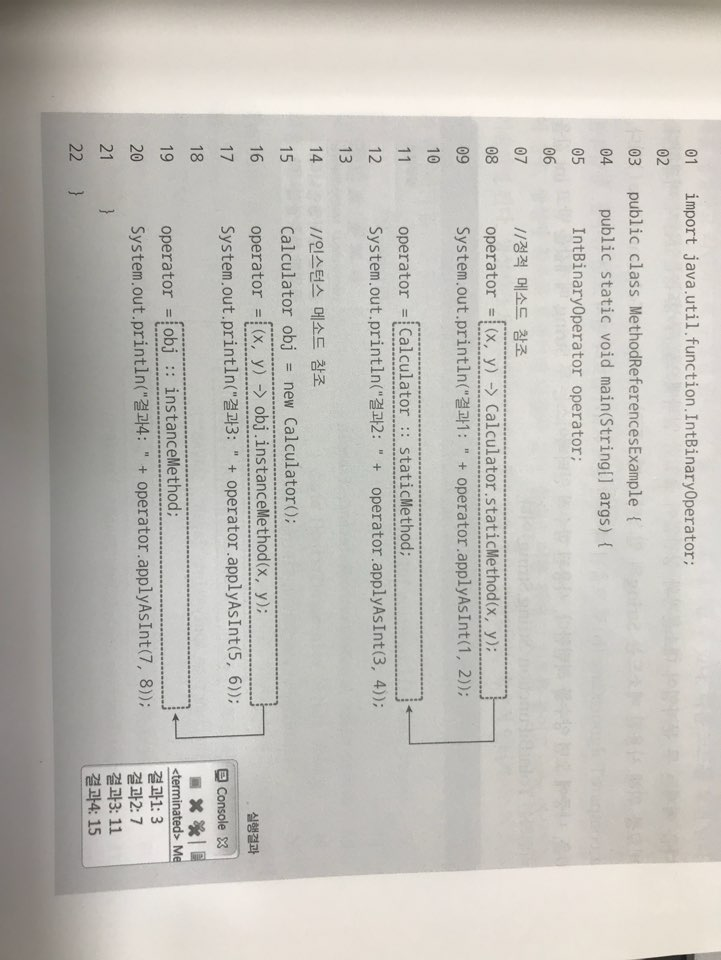 01 import java.util.function.IntBinaryOperator;
02
03 public class MethodReferencesExample {
04 public static void main(String[] args) {
05 IntBinaryOperator operator;
06
07 //정적 메소드 참조
08 operator = (x, y) -> Calculator.staticMethod(x, y);
09 System.out.println("결과1: " + operator.applyAsInt(1, 2));
10
11 operator = Calculator :: staticMethod;
12 System.out.println("결과2: " + operator.applyAsInt(3, 4));
13
14 //인스턴스 메소드 참조
15 Calculator obj = new Calculator();
16 operator = (x, y) -> obj.instanceMethod(x, y);
17 System.out.println("결과3: " + operator.applyAsInt(5, 6));
18
19 operator = obj :: instanceMethod;
20 System.out.println("결과4: " + operator.applyAsInt(7, 8));
21 }
22 }
실행결과
Console
<terminated> Me
결과1: 3
결과2: 7
결과3: 11
결과4: 15